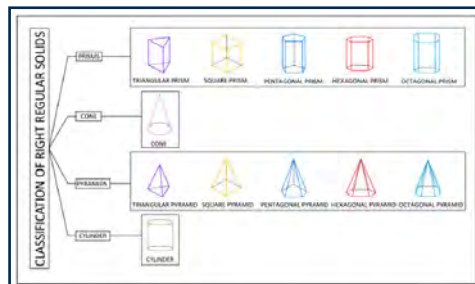 CLASSIFICATION OF RIGHT REGULAR SOLIDS
PRISMS
TRIANGULAR PRISM SQUARE PRISM PENTAGONAL PRISM HEXAGONAL PRISM OCTAGONAL PRISM
CONE
CONE
PYRAMIDS
TRIANGULAR PYRAMID SQUARE PYRAMID PENTAGONAL PYRAMID HEXAGONAL PYRAMID OCTAGONAL PYRAMID
CYLINDER
CYLINDER